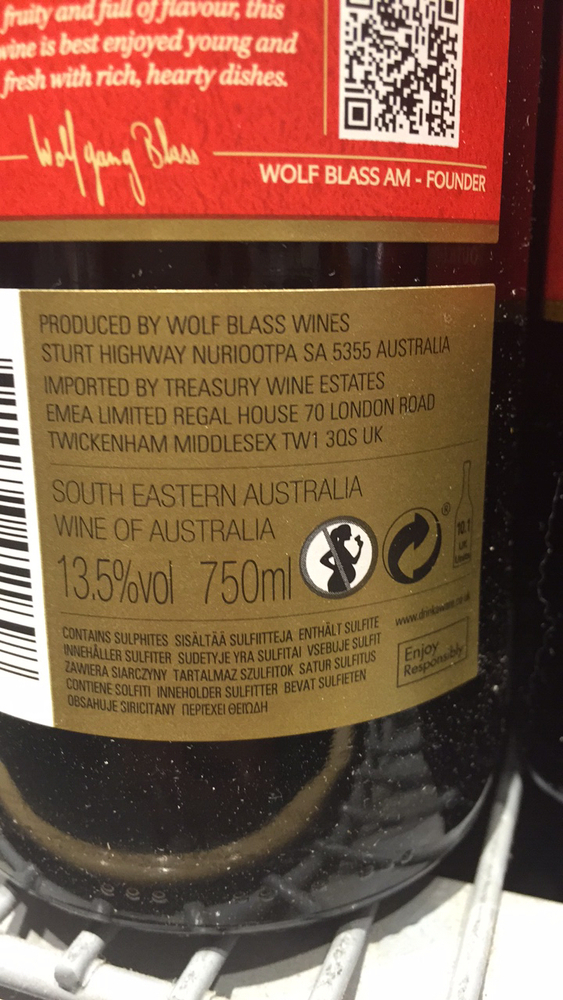 fruity and full of flavour, this
wine is best enjoyed young and
fresh with rich, hearty dishes.
Wolfgang Blass
WOLF BLASS AM - FOUNDER
PRODUCED BY WOLF BLASS WINES
STURT HIGHWAY NURIOOTPA SA 5355 AUSTRALIA
IMPORTED BY TREASURY WINE ESTATES
EMEA LIMITED REGAL HOUSE 70 LONDON ROAD
TWICKENHAM MIDDLESEX TW1 3QS UK
SOUTH EASTERN AUSTRALIA
WINE OF AUSTRALIA
13.5%vol 750ml
®
10.1
UK
Units
CONTAINS SULPHITES SISÄLTÄÄ SULFIITTEJA ENTHÄLT SULFITE
INNEHÅLLER SULFITER SUDETYJE YRA SULFITAI VSEBUJE SULFIT
ZAWIERA SIARCZYNY TARTALMAZ SZULFITOK SATUR SULFITUS
CONTIENE SOLFITI INNEHOLDER SULFITTER BEVAT SULFIETEN
OBSAHUJE SIRICITANY ΠΕΡΙΕΧΕΙ ΘΕΙΩΔΗ
www.drinkaware.co.uk
Enjoy
Responsibly